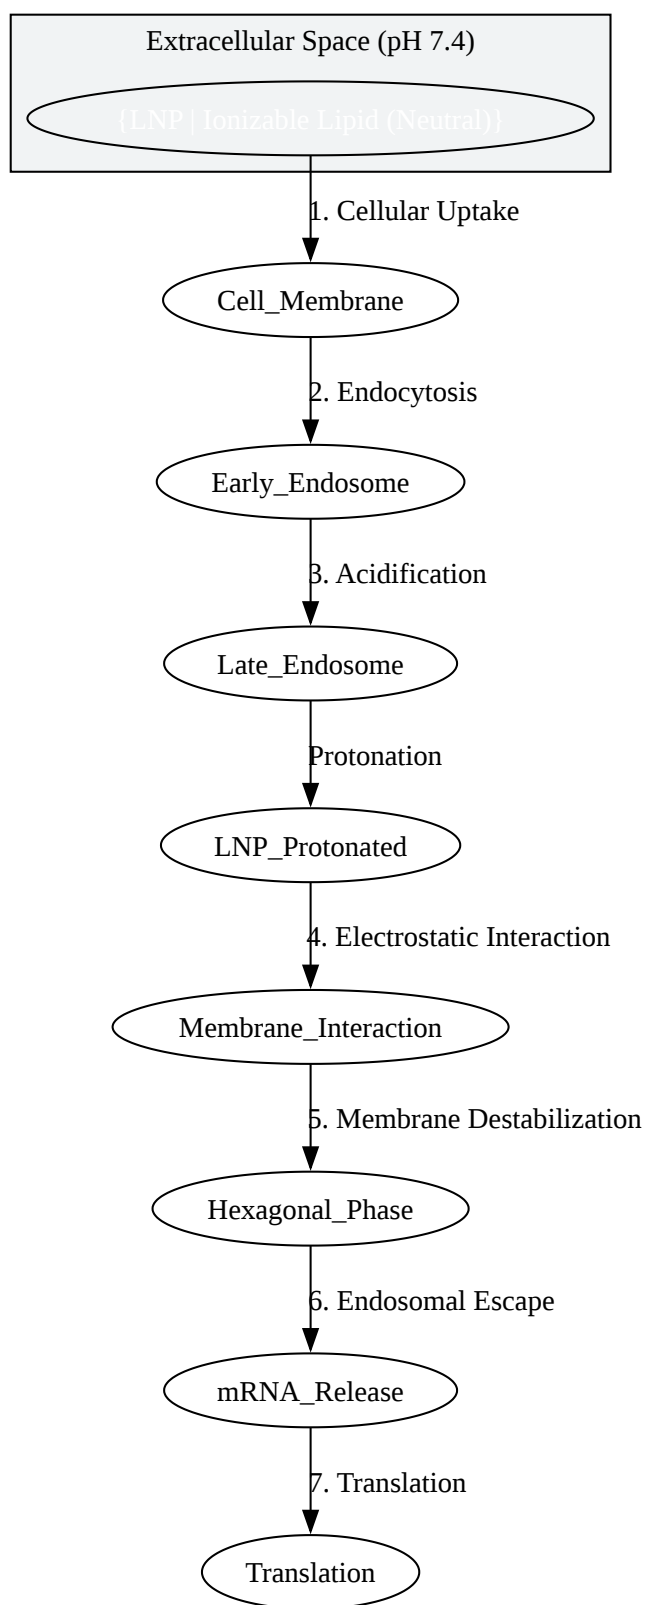 Extracellular Space (pH 7.4)
{LNP | Ionizable Lipid (Neutral)}
1. Cellular Uptake
Cell_Membrane
2. Endocytosis
Early_Endosome
3. Acidification
Late_Endosome
Protonation
LNP_Protonated
4. Electrostatic Interaction
Membrane_Interaction
5. Membrane Destabilization
Hexagonal_Phase
6. Endosomal Escape
mRNA_Release
7. Translation
Translation